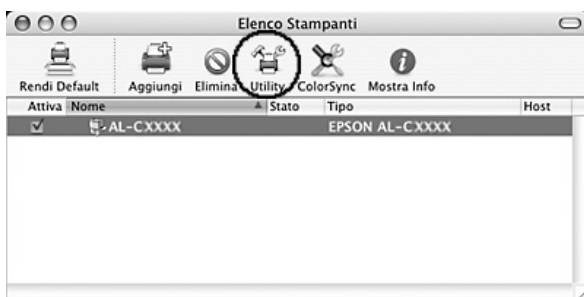 Elenco Stampanti
Rendi Default Aggiungi Elimina Utility ColorSync Mostra Info
Attiva Nome Stato Tipo Host
AL-CXXXX EPSON AL-CXXXX